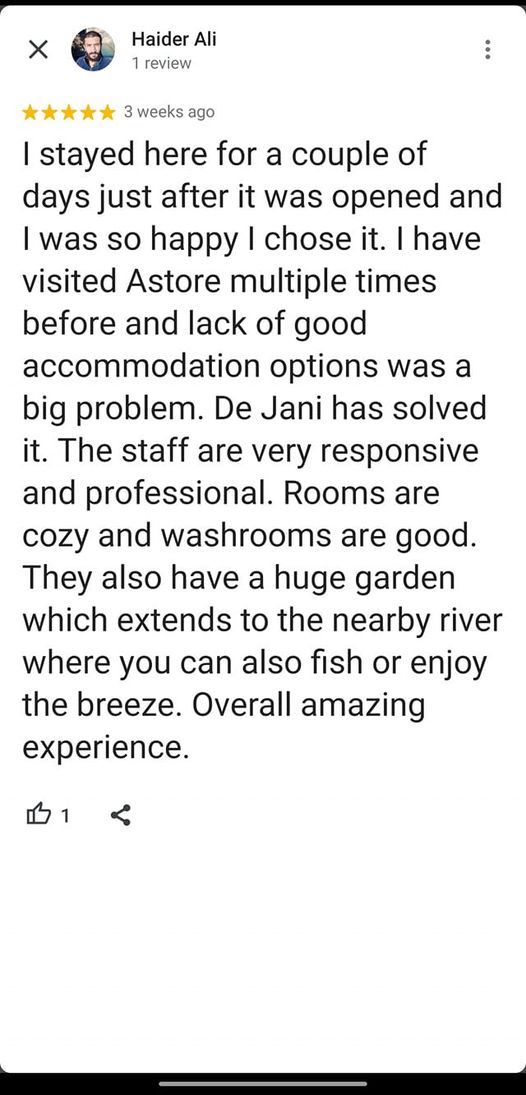 Haider Ali
1 review
3 weeks ago
I stayed here for a couple of
days just after it was opened and
I was so happy I chose it. I have
visited Astore multiple times
before and lack of good
accommodation options was a
big problem. De Jani has solved
it. The staff are very responsive
and professional. Rooms are
cozy and washrooms are good.
They also have a huge garden
which extends to the nearby river
where you can also fish or enjoy
the breeze. Overall amazing
experience.
1